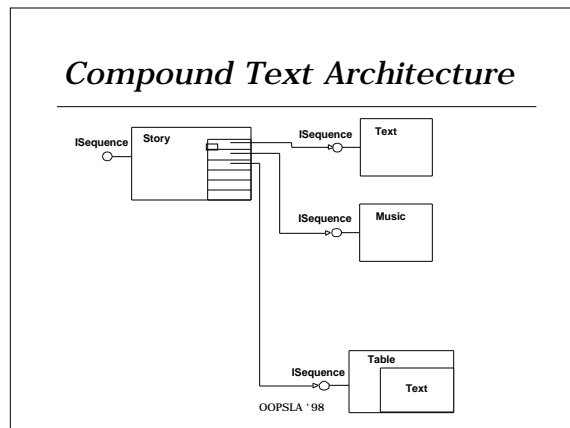 Compound Text Architecture
ISequence
Story
ISequence
Text
ISequence
Music
ISequence
Table
Text
OOPSLA ‘98